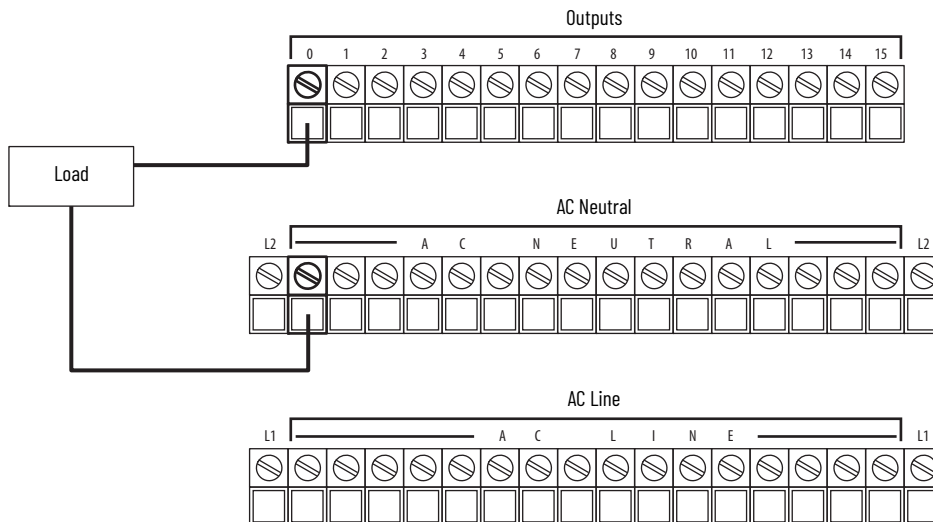 Outputs
0 1 2 3 4 5 6 7 8 9 10 11 12 13 14 15
Load
AC Neutral
L2 A C N E U T R A L L2
AC Line
L1 A C L I N E L1